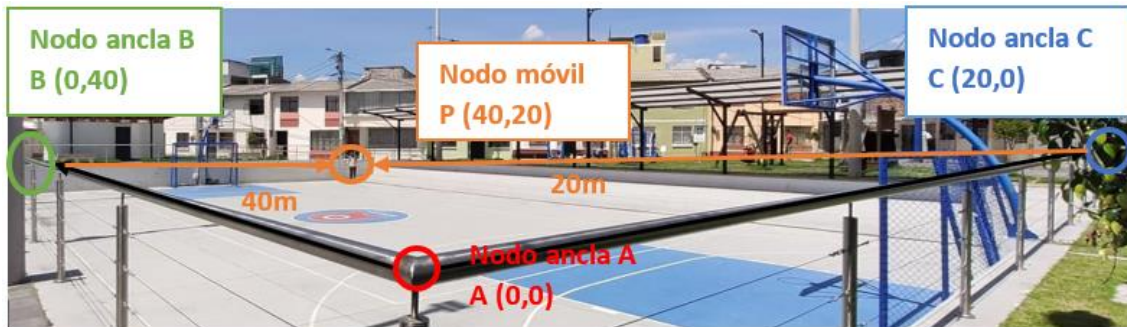 Nodo ancla B
B (0,40)
Nodo móvil
P (40,20)
Nodo ancla C
C (20,0)
40m
20m
Nodo ancla A
A (0,0)